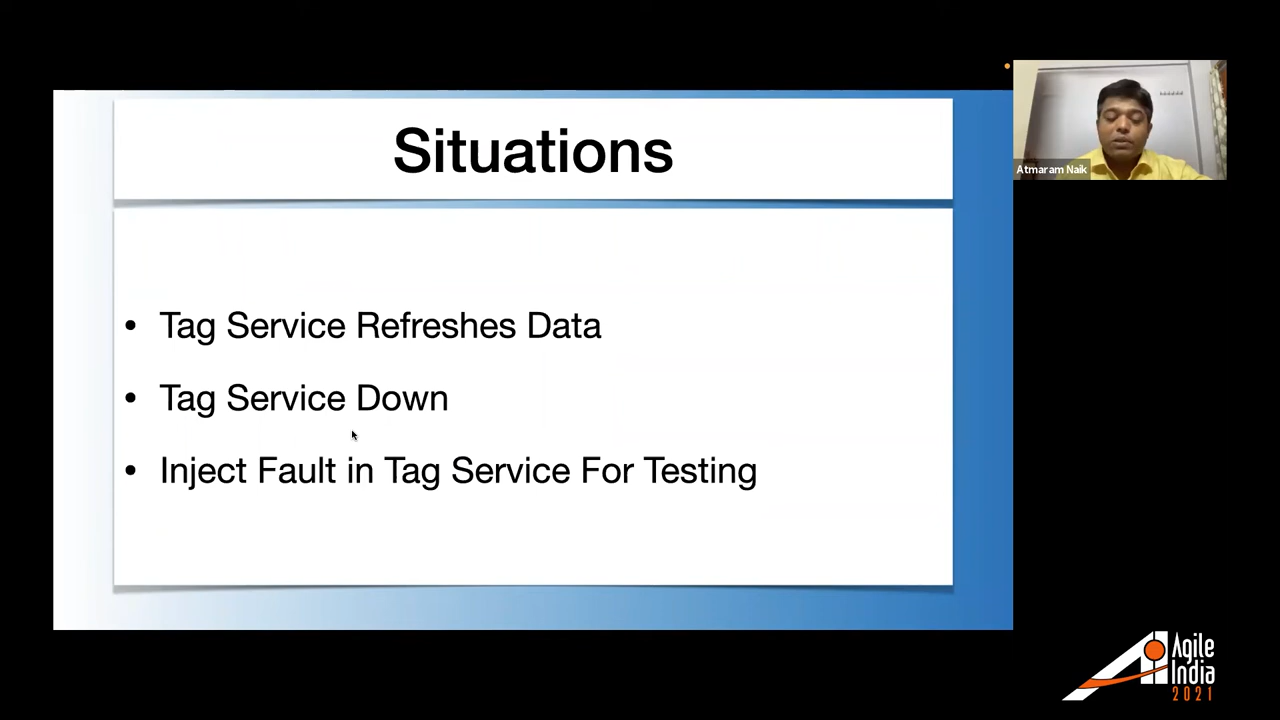 Situations
• Tag Service Refreshes Data
• Tag Service Down
• Inject Fault in Tag Service For Testing
Atmaram Naik
Agile
India
2021